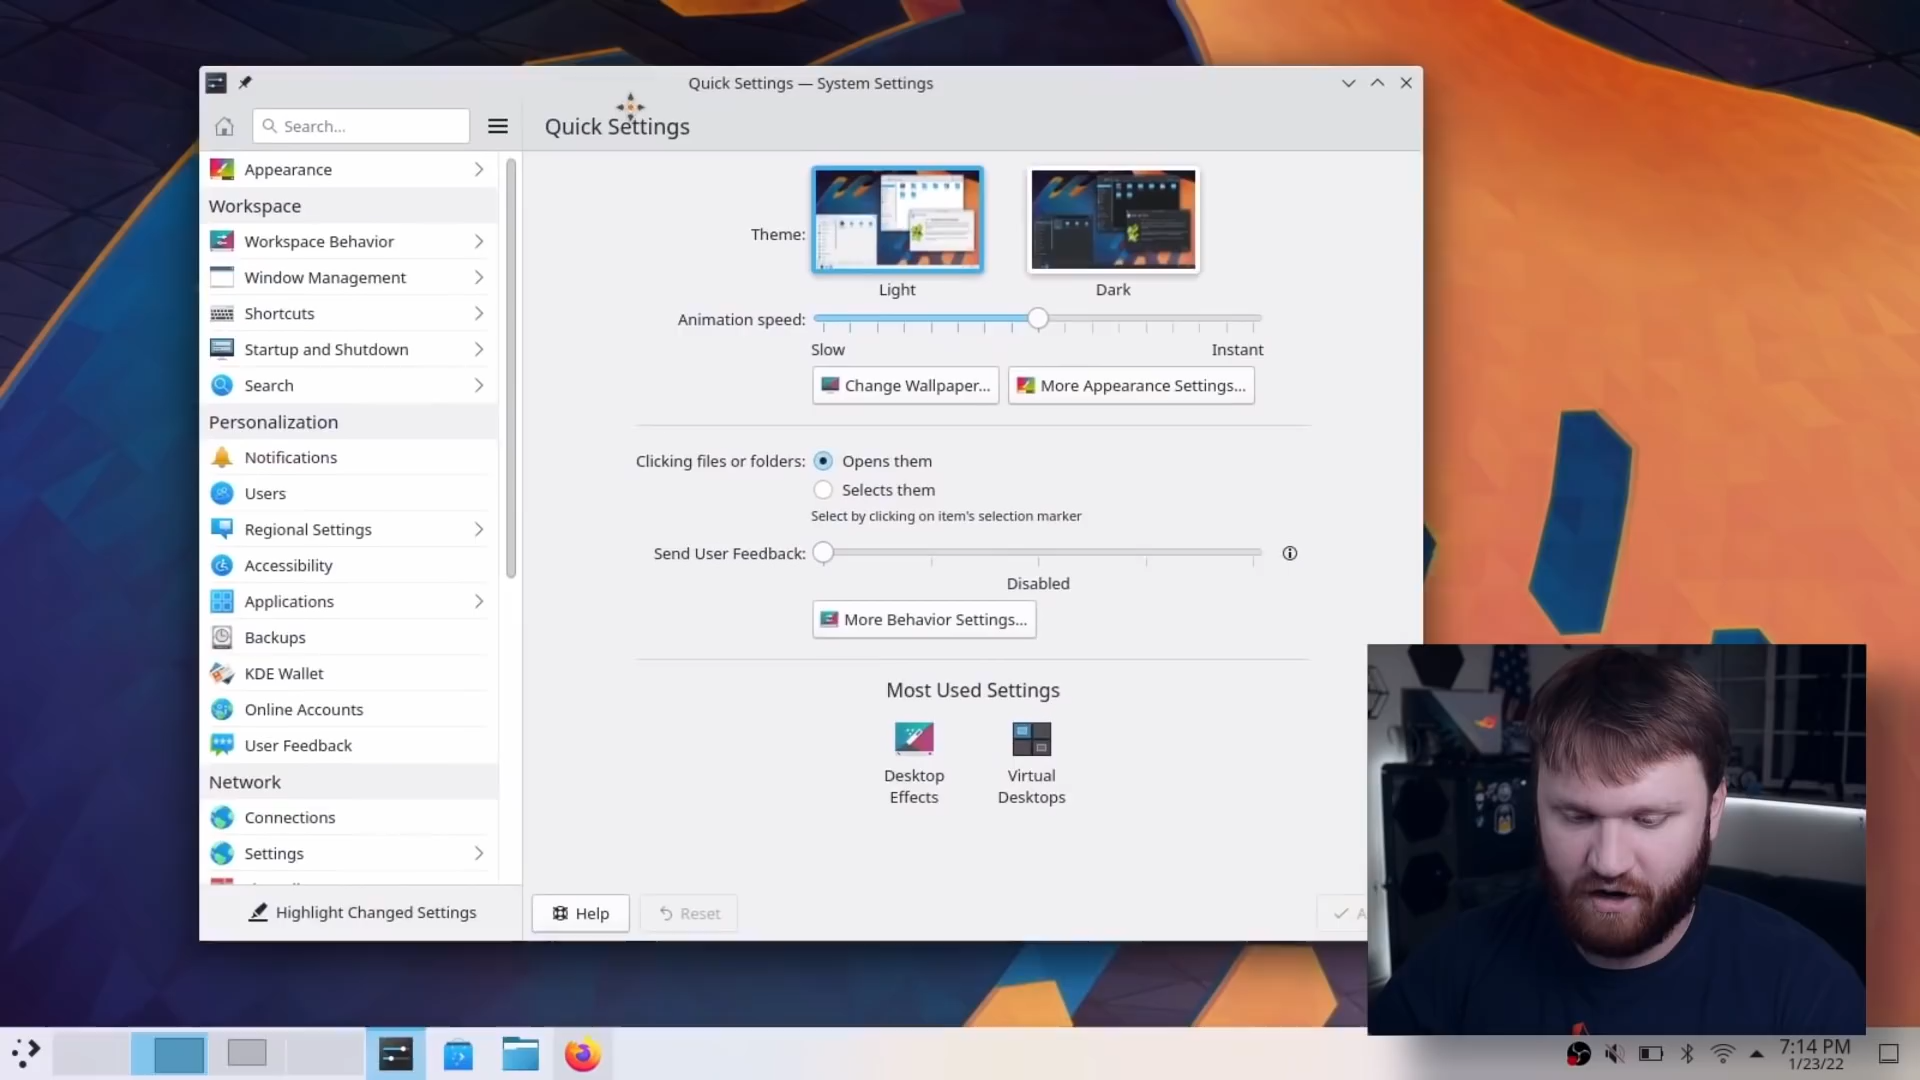 Quick Settings — System Settings
Search...
Quick Settings
Appearance
Workspace
Workspace Behavior
Window Management
Shortcuts
Startup and Shutdown
Search
Personalization
Notifications
Users
Regional Settings
Accessibility
Applications
Backups
KDE Wallet
Online Accounts
User Feedback
Network
Connections
Settings
Highlight Changed Settings
Theme:
Light
Dark
Animation speed:
Slow
Instant
Change Wallpaper...
More Appearance Settings...
Clicking files or folders:
Opens them
Selects them
Select by clicking on item's selection marker
Send User Feedback:
Disabled
More Behavior Settings...
Most Used Settings
Desktop
Effects
Virtual
Desktops
Help
Reset
A
7:14 PM
1/23/22